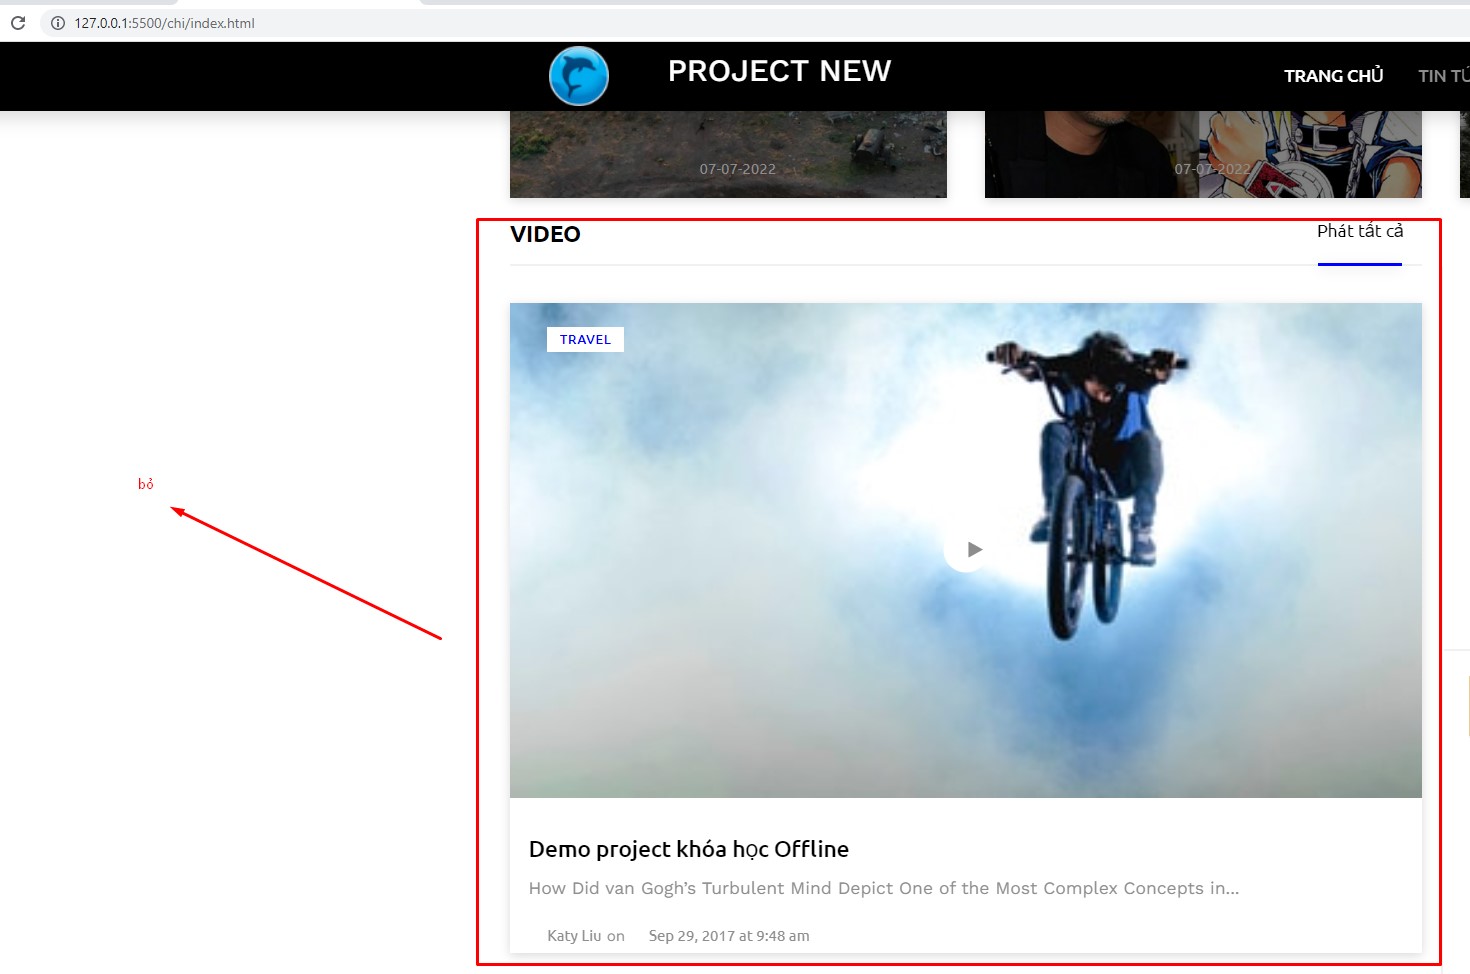 127.0.0.1:5500/chi/index.html
PROJECT NEW
TRANG CHỦ
TIN TỨ
07-07-2022
07-07-2022
VIDEO
Phát tất cả
TRAVEL
bỏ
Demo project khóa học Offline
How Did van Gogh’s Turbulent Mind Depict One of the Most Complex Concepts in...
Katy Liu on Sep 29, 2017 at 9:48 am